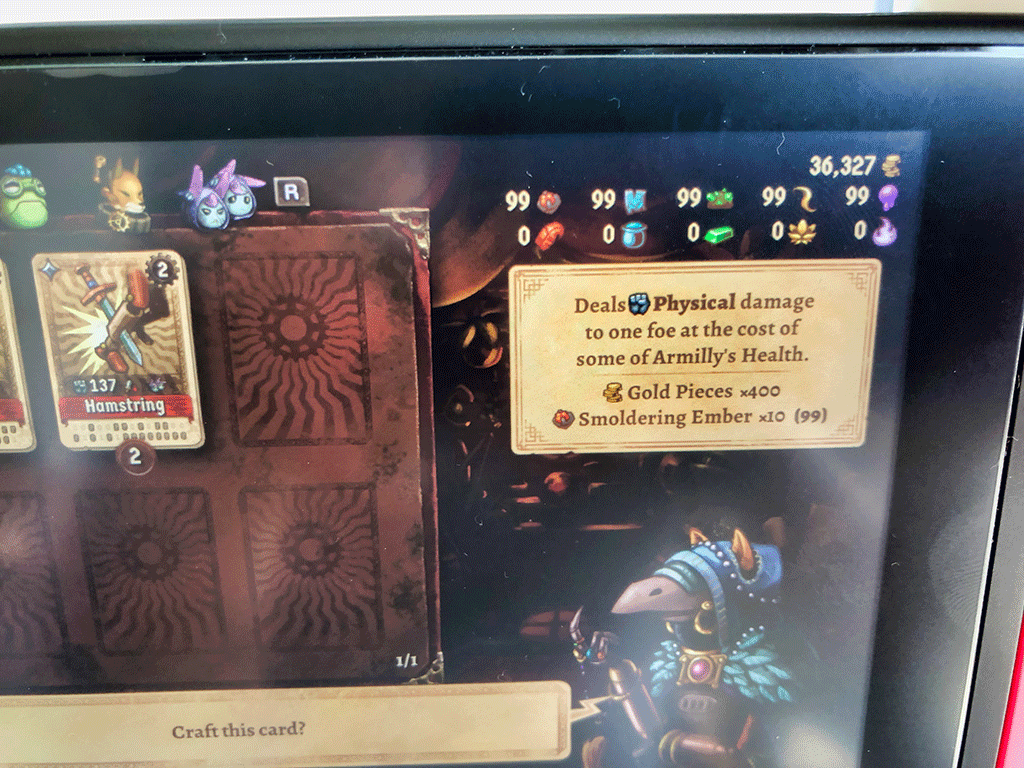 36,327
R
99 99 99 99 99
0 0 0 0 0
2
137
Hamstring
2
Deals Physical damage
to one foe at the cost of
some of Armilly's Health.
Gold Pieces x400
Smoldering Ember x10 (99)
1/1
Craft this card?